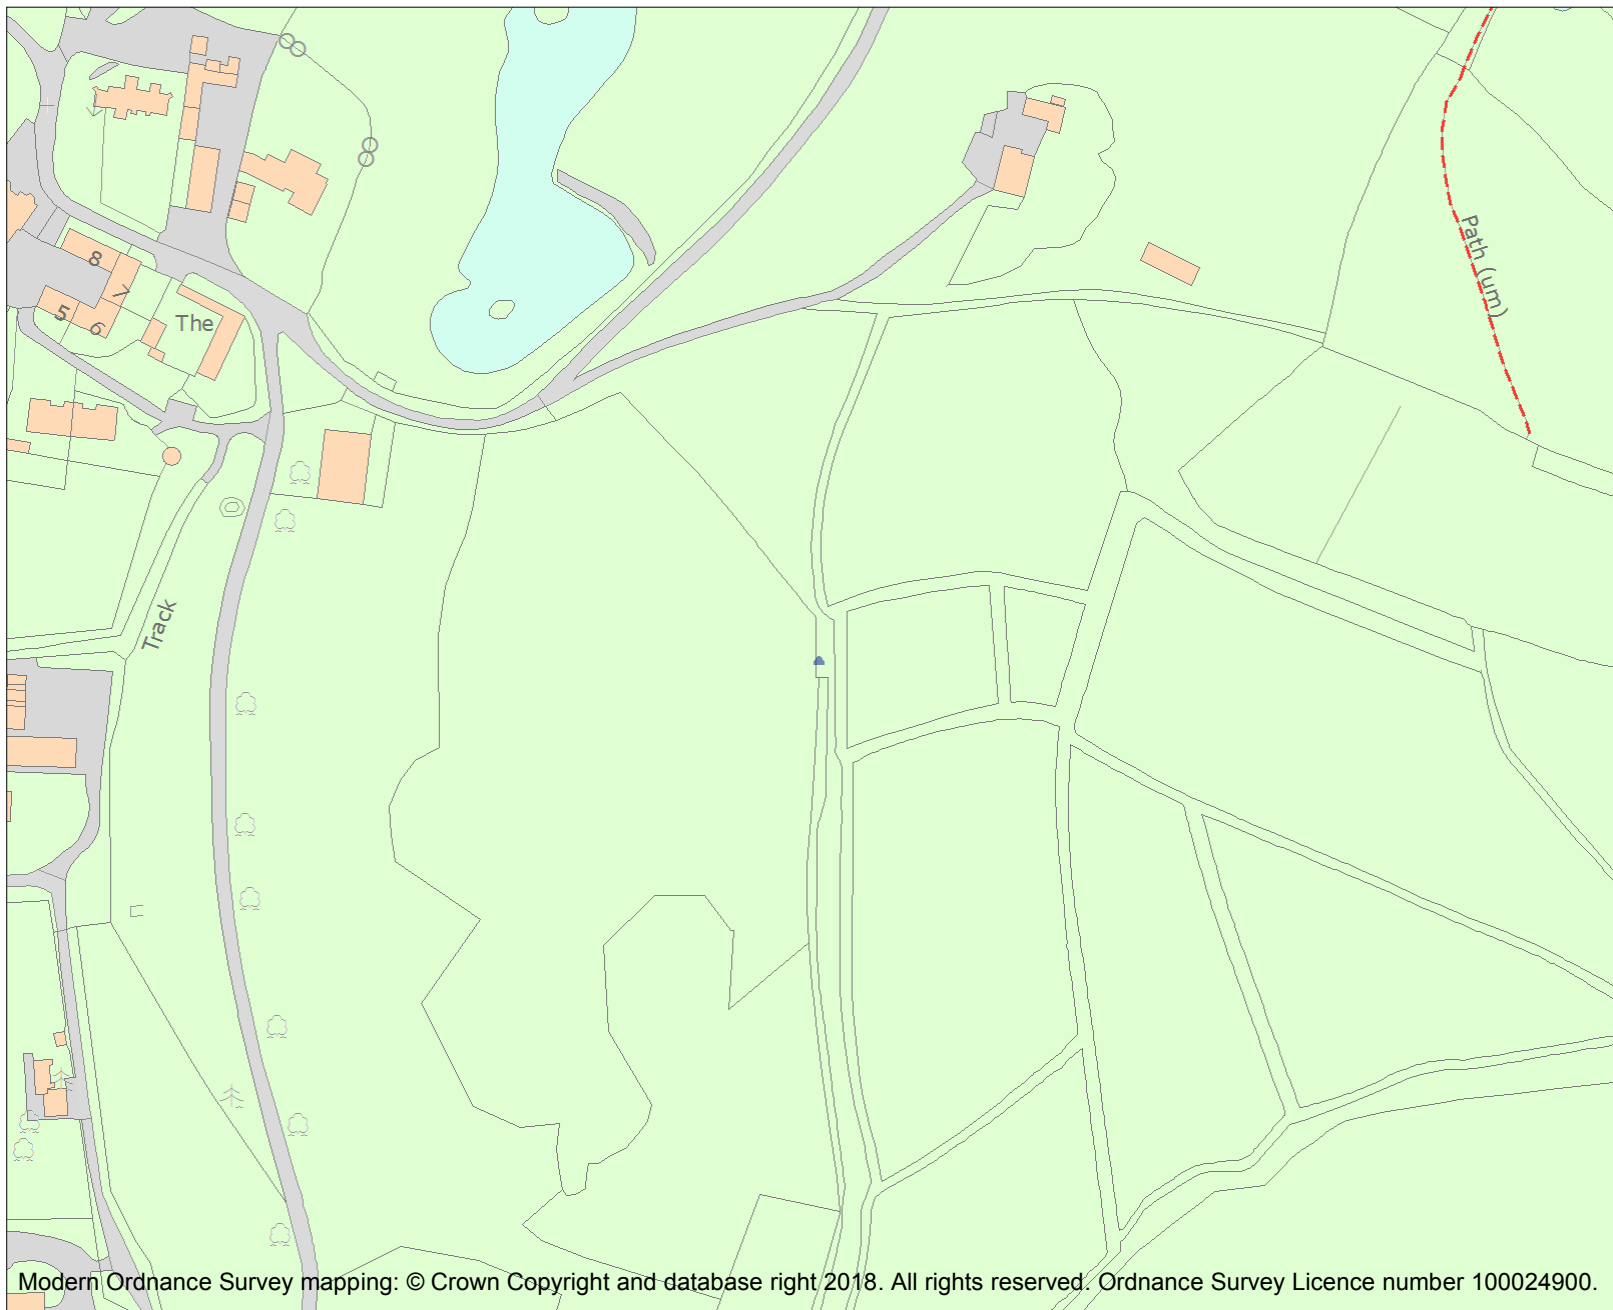 Path (um)
8
7
5
6
The
Track
Modern Ordnance Survey mapping: © Crown Copyright and database right 2018. All rights reserved. Ordnance Survey Licence number 100024900.